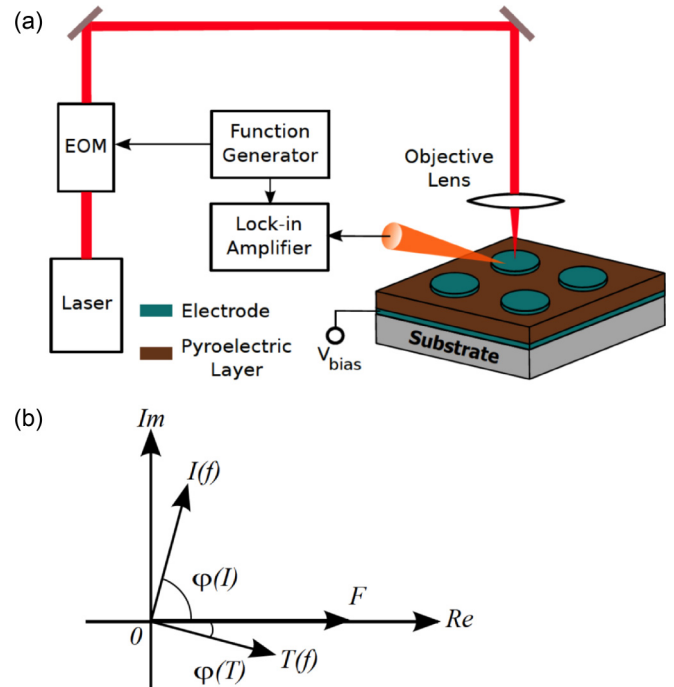 (a)
EOM
Function
Generator
Objective
Lens
Lock-in
Amplifier
Laser
Electrode
Pyroelectric
Layer
V_bias
Substrate
(b)
Im
I(f)
φ(I)
F
0
Re
φ(T)
T(f)